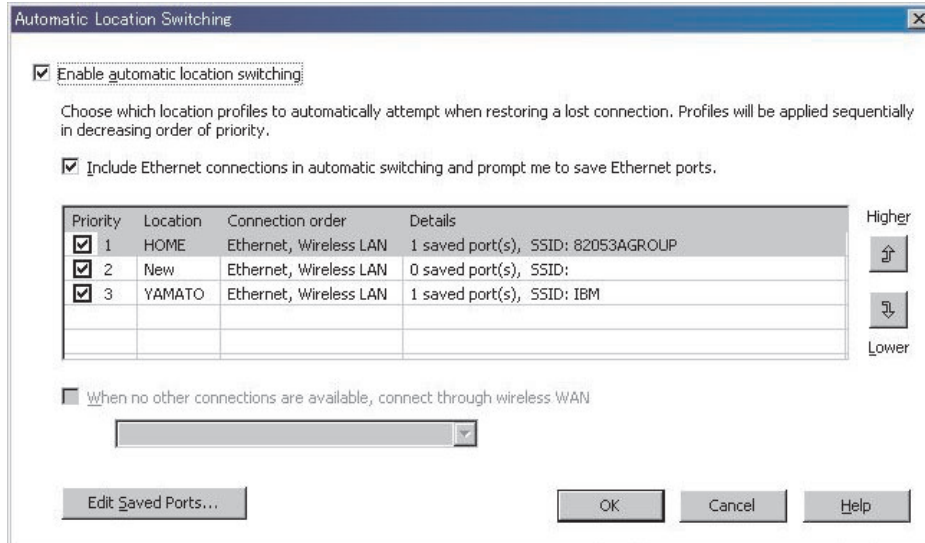 Automatic Location Switching
Enable automatic location switching
Choose which location profiles to automatically attempt when restoring a lost connection. Profiles will be applied sequentially
in decreasing order of priority.
Include Ethernet connections in automatic switching and prompt me to save Ethernet ports.
Priority Location Connection order Details
1 HOME Ethernet, Wireless LAN 1 saved port(s), SSID: 82053AGROUP
2 New Ethernet, Wireless LAN 0 saved port(s), SSID:
3 YAMATO Ethernet, Wireless LAN 1 saved port(s), SSID: IBM
Higher
Lower
When no other connections are available, connect through wireless WAN
Edit Saved Ports...
OK
Cancel
Help